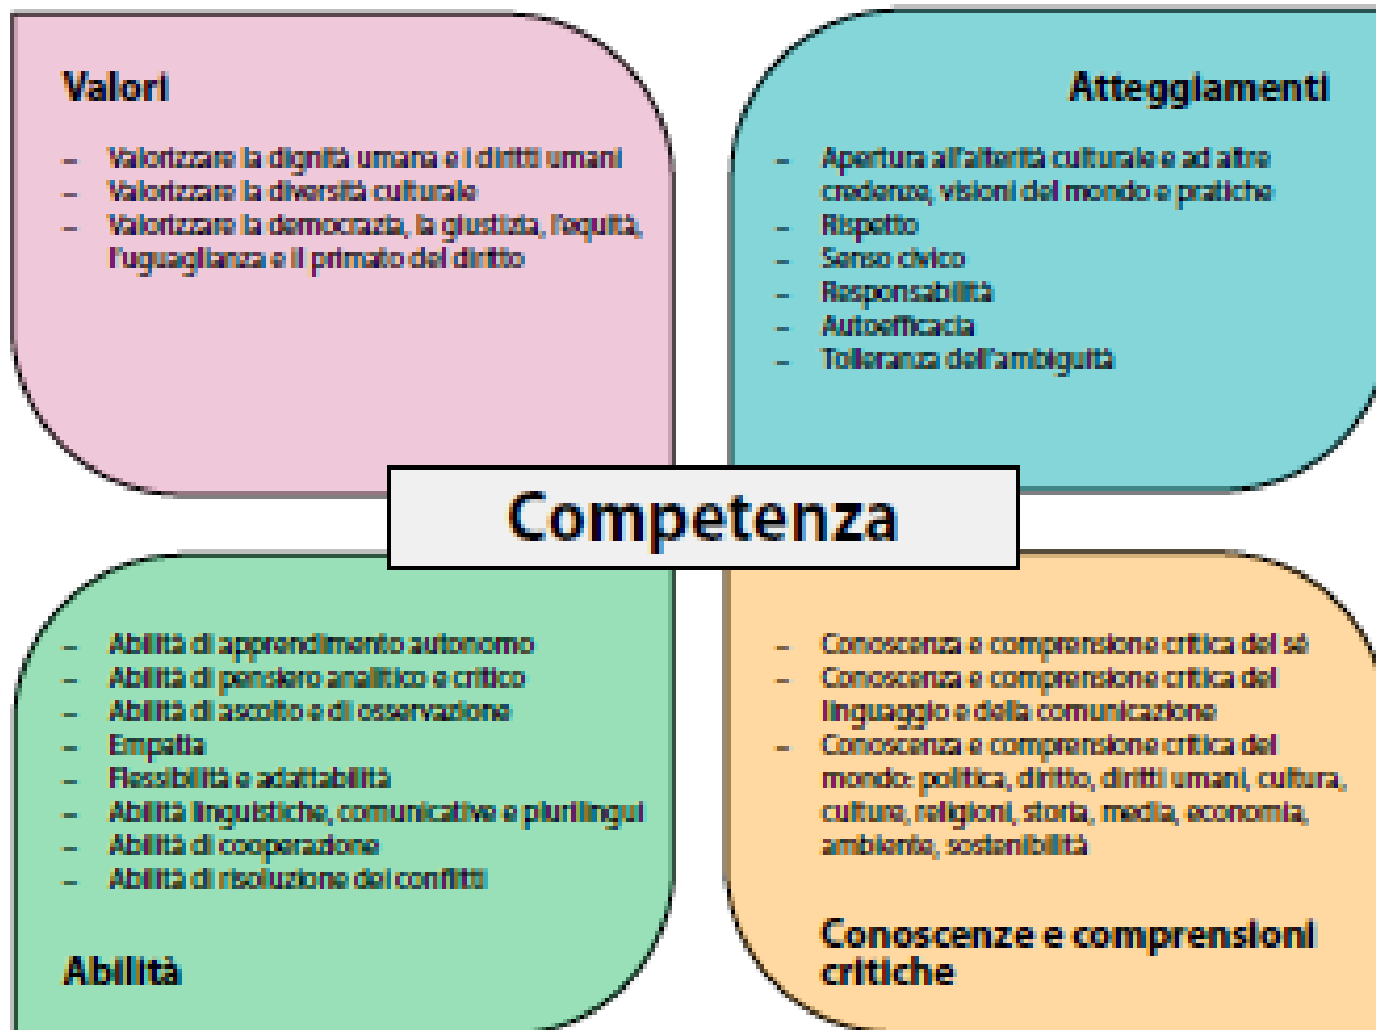 Valori
– Valorizzare la dignità umana e i diritti umani
– Valorizzare la diversità culturale
– Valorizzare la democrazia, la giustizia, l'equità,
l'uguaglianza e il primato del diritto
Atteggiamenti
– Apertura all'alterità culturale e ad altre
credenze, visioni del mondo e pratiche
– Rispetto
– Senso civico
– Responsabilità
– Autoefficacia
– Tolleranza dell'ambiguità
Competenza
– Abilità di apprendimento autonomo
– Abilità di pensiero analitico e critico
– Abilità di ascolto e di osservazione
– Empatia
– Flessibilità e adattabilità
– Abilità linguistiche, comunicative e plurilingui
– Abilità di cooperazione
– Abilità di risoluzione dei conflitti
Abilità
– Conoscenza e comprensione critica del sé
– Conoscenza e comprensione critica del
linguaggio e della comunicazione
– Conoscenza e comprensione critica del
mondo: politica, diritto, diritti umani, cultura,
culture, religioni, storia, media, economia,
ambiente, sostenibilità
Conoscenze e comprensioni
critiche